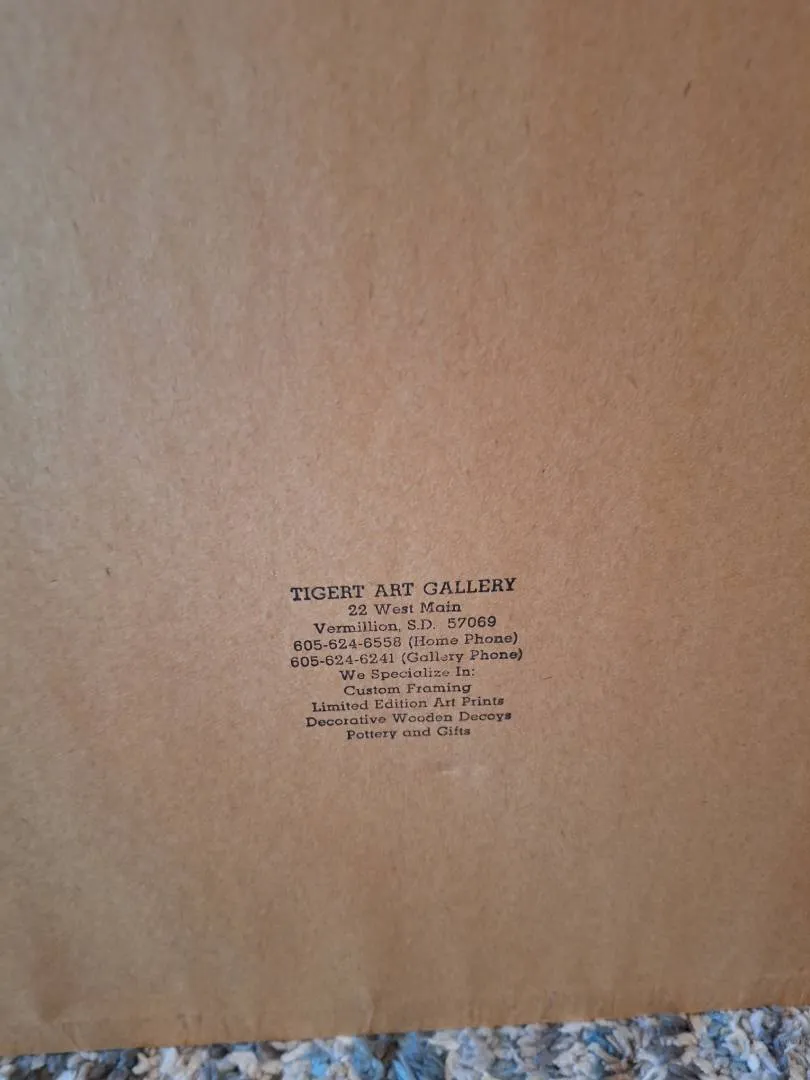 TIGERT ART GALLERY
22 West Main
Vermillion, S.D. 57069
605-624-6558 (Home Phone)
605-624-6241 (Gallery Phone)
We Specialize In:
Custom Framing
Limited Edition Art Prints
Decorative Wooden Decoys
Pottery and Gifts